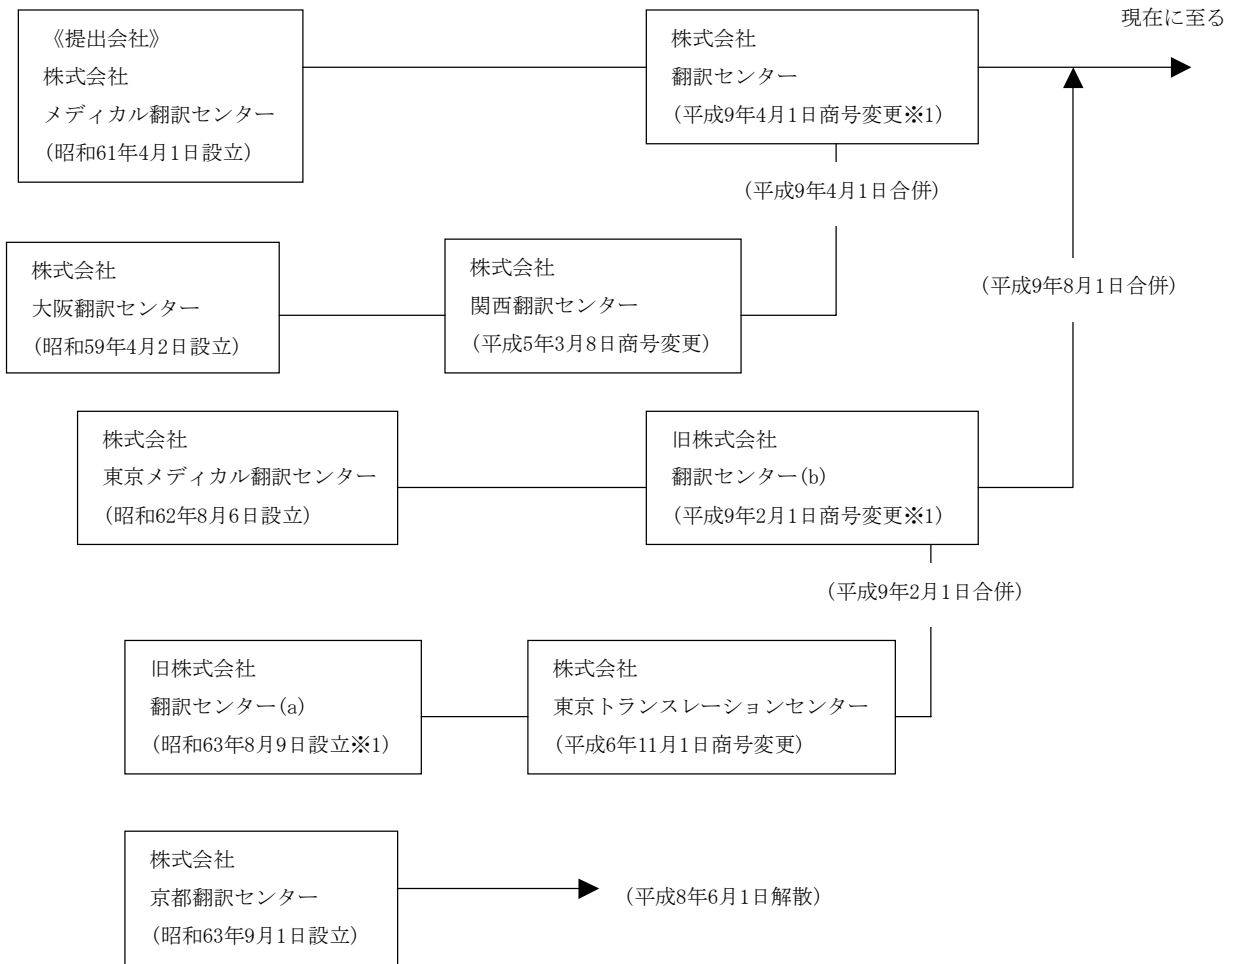 現在に至る
《提出会社》
株式会社
メディカル翻訳センター
(昭和61年4月1日設立)
株式会社
翻訳センター
(平成9年4月1日商号変更※1)
(平成9年4月1日合併)
株式会社
大阪翻訳センター
(昭和59年4月2日設立)
株式会社
関西翻訳センター
(平成5年3月8日商号変更)
(平成9年8月1日合併)
株式会社
東京メディカル翻訳センター
(昭和62年8月6日設立)
旧株式会社
翻訳センター(b)
(平成9年2月1日商号変更※1)
(平成9年2月1日合併)
旧株式会社
翻訳センター(a)
(昭和63年8月9日設立※1)
株式会社
東京トランスレーションセンター
(平成6年11月1日商号変更)
株式会社
京都翻訳センター
(昭和63年9月1日設立)
(平成8年6月1日解散)